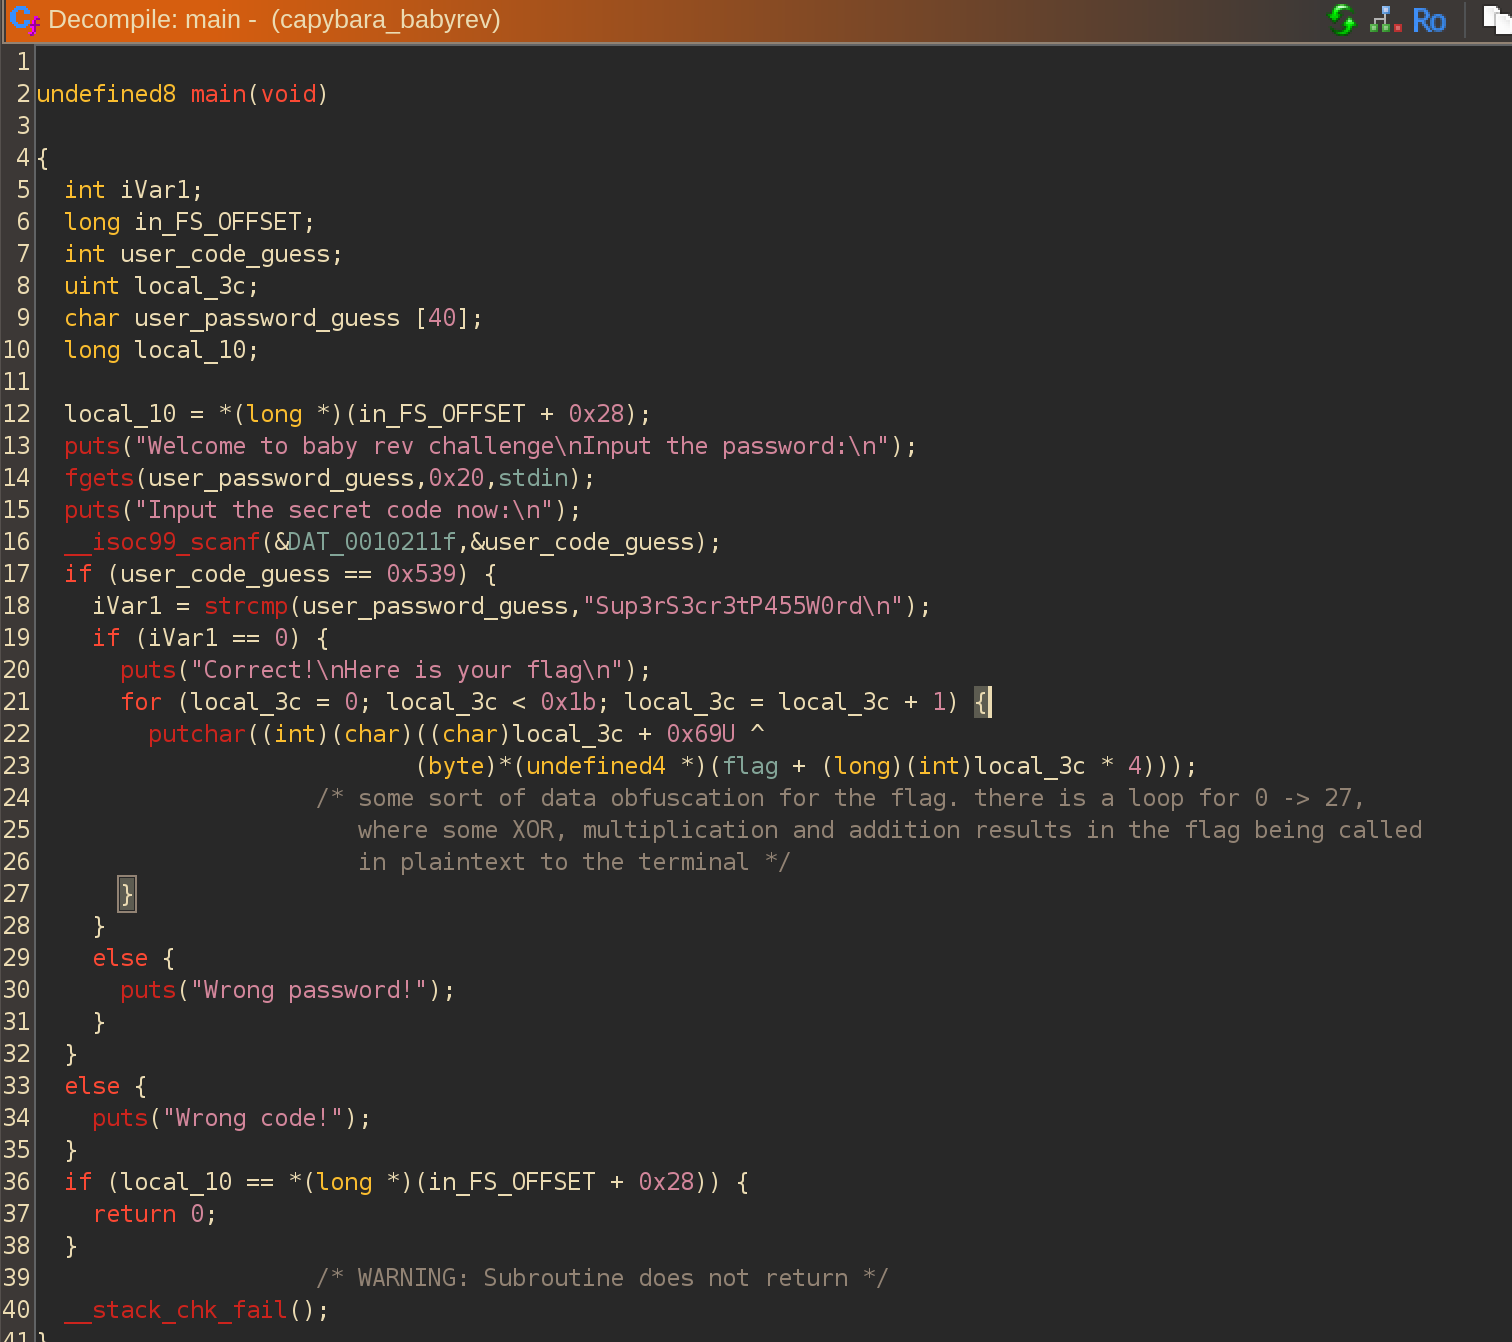 Decompile: main - (capybara_babyrev)
Ro
1
2 undefined8 main(void)
3
4 {
5   int iVar1;
6   long in_FS_OFFSET;
7   int user_code_guess;
8   uint local_3c;
9   char user_password_guess [40];
10   long local_10;
11
12   local_10 = *(long *)(in_FS_OFFSET + 0x28);
13   puts("Welcome to baby rev challenge\nInput the password:\n");
14   fgets(user_password_guess,0x20,stdin);
15   puts("Input the secret code now:\n");
16   __isoc99_scanf(&DAT_0010211f,&user_code_guess);
17   if (user_code_guess == 0x539) {
18     iVar1 = strcmp(user_password_guess,"Sup3rS3cr3tP455W0rd\n");
19     if (iVar1 == 0) {
20       puts("Correct!\nHere is your flag\n");
21       for (local_3c = 0; local_3c < 0x1b; local_3c = local_3c + 1) {
22         putchar((int)(char)((char)local_3c + 0x69U ^
23                            (byte)*(undefined4 *)(flag + (long)(int)local_3c * 4)));
24                     /* some sort of data obfuscation for the flag. there is a loop for 0 -> 27,
25                        where some XOR, multiplication and addition results in the flag being called
26                        in plaintext to the terminal */
27       }
28     }
29     else {
30       puts("Wrong password!");
31     }
32   }
33   else {
34     puts("Wrong code!");
35   }
36   if (local_10 == *(long *)(in_FS_OFFSET + 0x28)) {
37     return 0;
38   }
39                     /* WARNING: Subroutine does not return */
40   __stack_chk_fail();
41 }